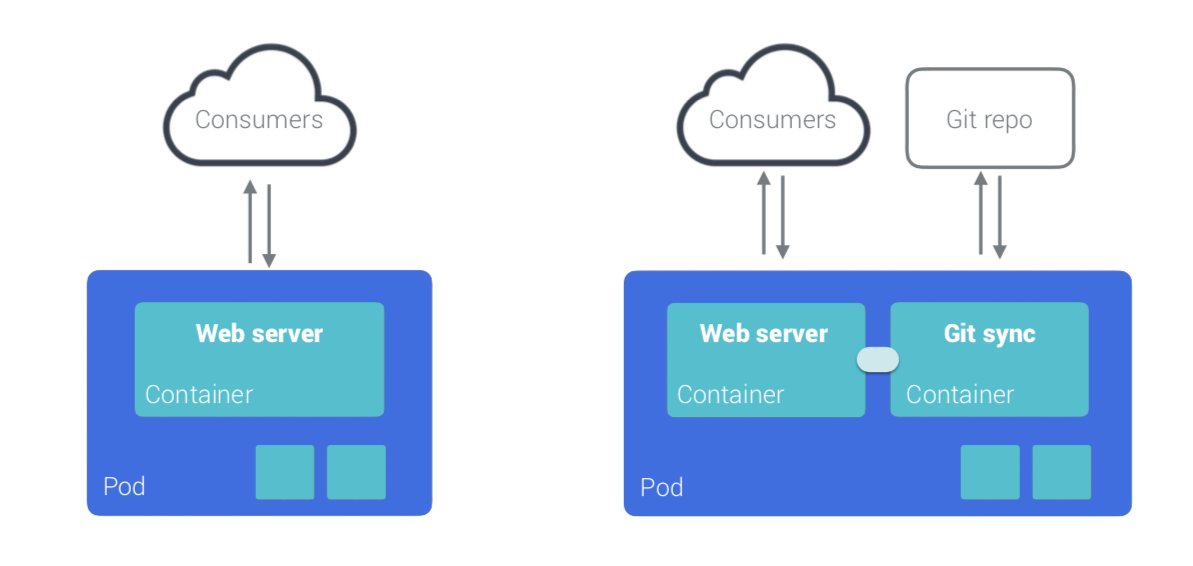 Consumers
Web server
Container
Pod
Consumers
Git repo
Web server
Git sync
Container
Container
Pod